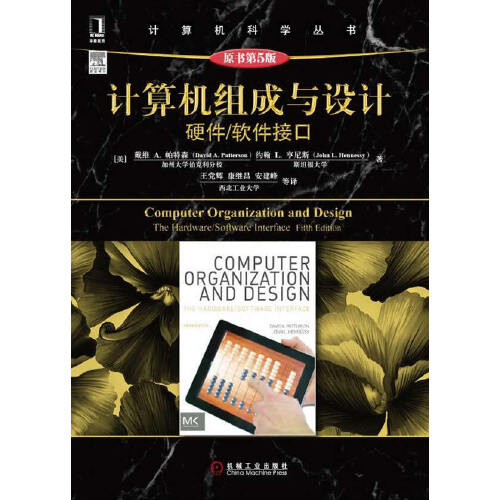 计算机科学丛书
原书第5版
计算机组成与设计
硬件/软件接口
[美] 戴维 A. 帕特森 (David A. Patterson) 约翰 L. 亨尼斯 (John L. Hennessy) 著
加州大学伯克利分校 斯坦福大学
王党辉 康继昌 安建峰 等译
西北工业大学
Computer Organization and Design
The Hardware/Software Interface Fifth Edition
COMPUTER
ORGANIZATION
AND DESIGN
THE HARDWARE/SOFTWARE INTERFACE
DAVID A. PATTERSON
JOHN L. HENNESSY
MK
机械工业出版社
China Machine Press